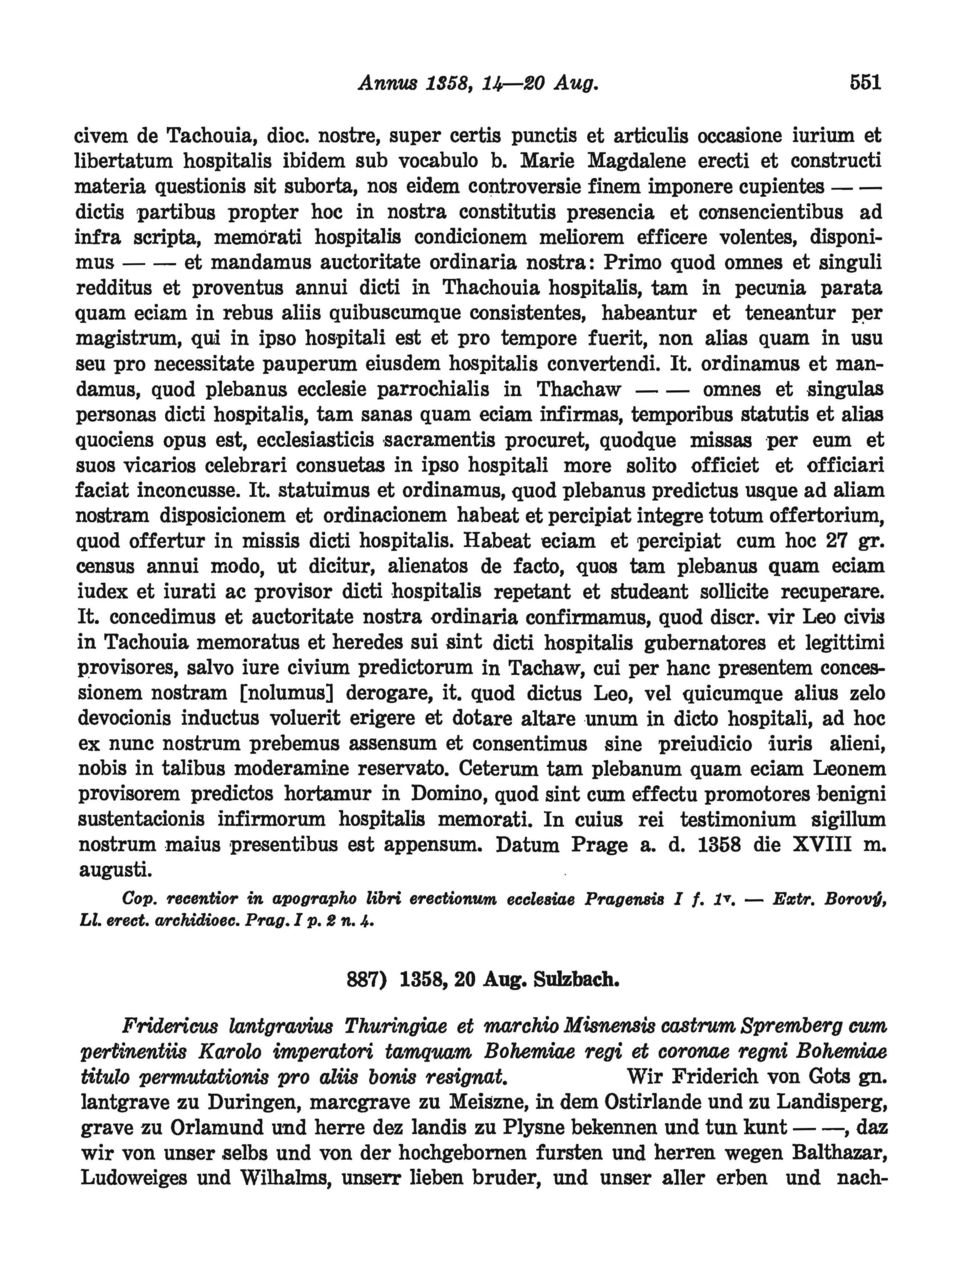 Annus 1358, 14—20 Aug. 551
civem de Tachouia, dioc. nostre, super certis punctis et articulis occasione iurium et
libertatum hospitalis ibidem sub vocabulo b. Marie Magdalene erecti et constructi
materia questionis sit suborta, nos eidem controversie finem imponere cupientes — —
dictis partibus propter hoc in nostra constitutis presencia et consencientibus ad
infra scripta, memorati hospitalis condicionem meliorem efficere volentes, disponi-
mus — — et mandamus auctoritate ordinaria nostra: Primo quod omnes et singuli
redditus et proventus annui dicti in Thachouia hospitalis, tam in pecunia parata
quam eciam in rebus aliis quibuscumque consistentes, habeantur et teneantur per
magistrum, qui in ipso hospitali est et pro tempore fuerit, non alias quam in usu
seu pro necessitate pauperum eiusdem hospitalis convertendi. It. ordinamus et man-
damus, quod plebanus ecclesie parrochialis in Thachaw — — omnes et singulas
personas dicti hospitalis, tam sanas quam eciam infirmas, temporibus statutis et alias
quociens opus est, ecclesiasticis sacramentis procuret, quodque missas per eum et
suos vicarios celebrari consuetas in ipso hospitali more solito officiet et officiari
faciat inconcusse. It. statuimus et ordinamus, quod plebanus predictus usque ad aliam
nostram disposicionem et ordinacionem habeat et percipiat integre totum offertorium,
quod offertur in missis dicti hospitalis. Habeat eciam et percipiat cum hoc 27 gr.
census annui modo, ut dicitur, alienatos de facto, quos tam plebanus quam eciam
iudex et iurati ac provisor dicti hospitalis repetant et studeant sollicite recuperare.
It. concedimus et auctoritate nostra ordinaria confirmamus, quod discr. vir Leo civis
in Tachouia memoratus et heredes sui sint dicti hospitalis gubernatores et legittimi
provisores, salvo iure civium predictorum in Tachaw, cui per hanc presentem conces-
sionem nostram [nolumus] derogare, it. quod dictus Leo, vel quicumque alius zelo
devocionis inductus voluerit erigere et dotare altare unum in dicto hospitali, ad hoc
ex nunc nostrum prebemus assensum et consentimus sine preiudicio iuris alieni,
nobis in talibus moderamine reservato. Ceterum tam plebanum quam eciam Leonem
provisorem predictos hortamur in Domino, quod sint cum effectu promotores benigni
sustentacionis infirmorum hospitalis memorati. In cuius rei testimonium sigillum
nostrum maius presentibus est appensum. Datum Prage a. d. 1358 die XVIII m.
augusti.
Cop. recentior in apographo libri erectionum ecclesiae Pragensis I f. 1ᵛ. — Extr. Borový,
Ll. erect. archidioec. Prag. I p. 2 n. 4.
887) 1358, 20 Aug. Sulzbach.
Fridericus lantgravius Thuringiae et marchio Misnensis castrum Spremberg cum
pertinentiis Karolo imperatori tamquam Bohemiae regi et coronae regni Bohemiae
titulo permutationis pro aliis bonis resignat. Wir Friderich von Gots gn.
lantgrave zu Duringen, marcgrave zu Meiszne, in dem Ostirlande und zu Landisperg,
grave zu Orlamund und herre dez landis zu Plysne bekennen und tun kunt — —, daz
wir von unser selbs und von der hochgebornen fursten und herren wegen Balthazar,
Ludoweiges und Wilhalms, unserr lieben bruder, und unser aller erben und nach-